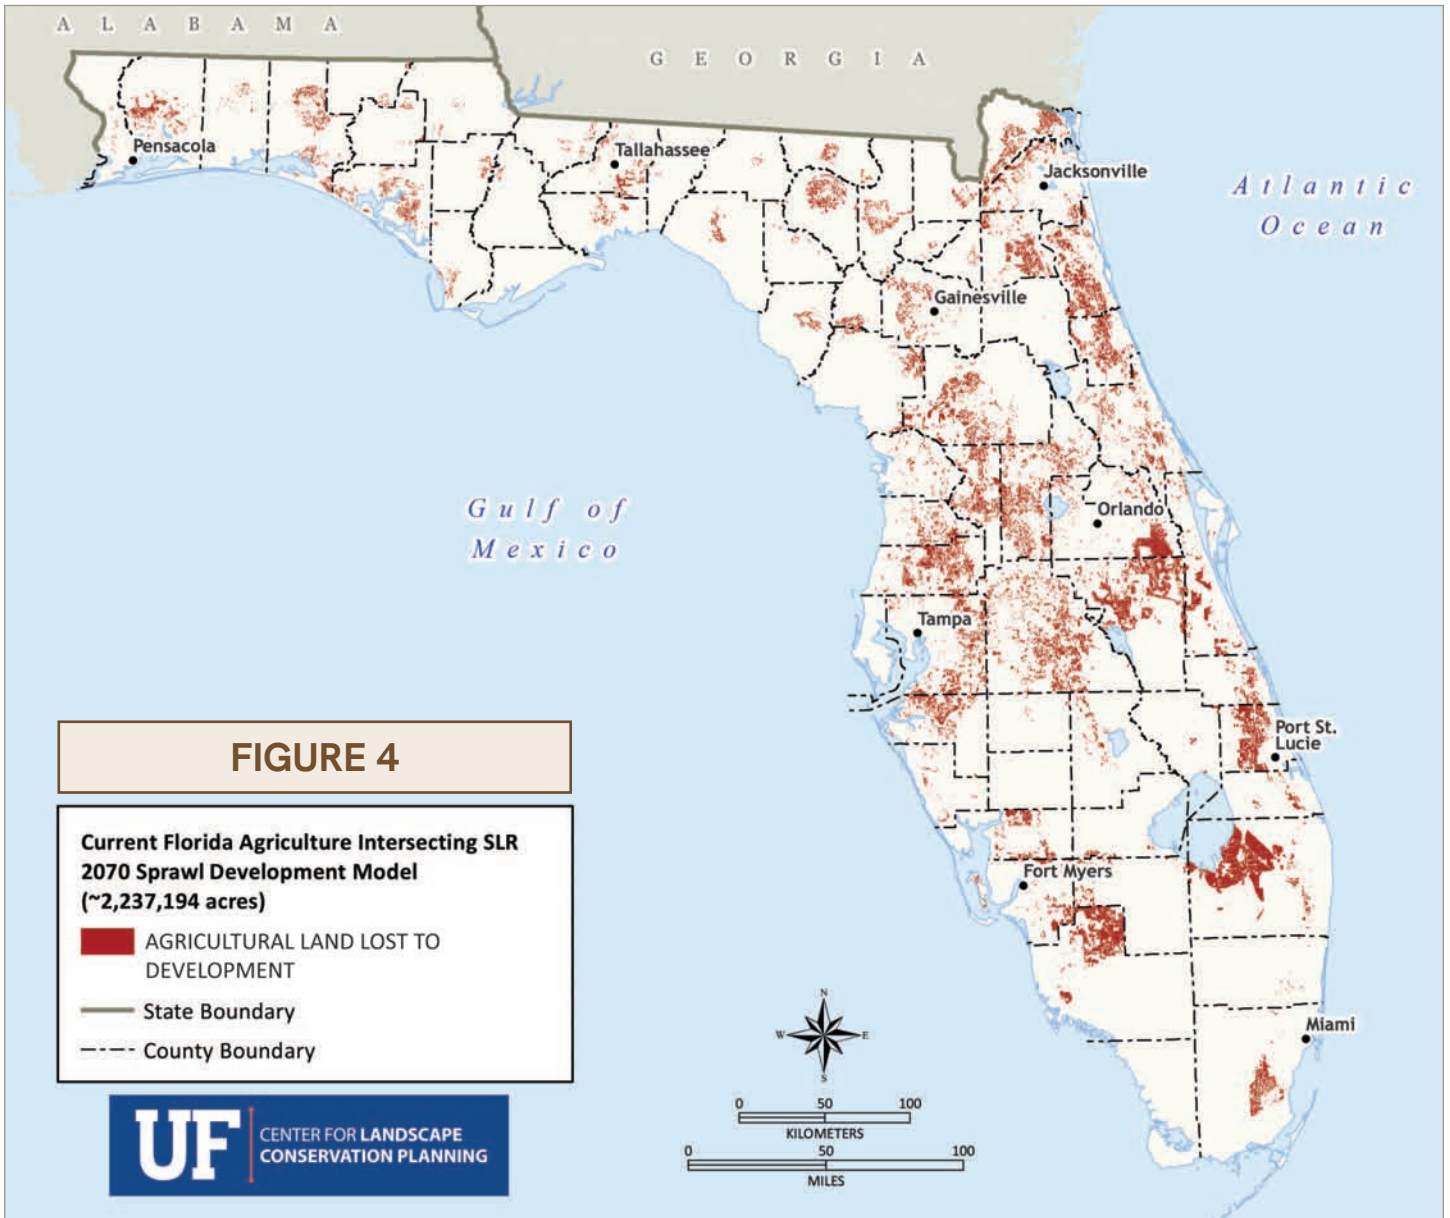 A L A B A M A
G E O R G I A
Pensacola
Tallahassee
Jacksonville
Atlantic
Ocean
Gainesville
Gulf of
Mexico
Orlando
Tampa
Port St.
Lucie
Fort Myers
Miami
FIGURE 4
Current Florida Agriculture Intersecting SLR
2070 Sprawl Development Model
(~2,237,194 acres)
AGRICULTURAL LAND LOST TO
DEVELOPMENT
State Boundary
County Boundary
N
W E
S
0 50 100
KILOMETERS
0 50 100
MILES
UF CENTER FOR LANDSCAPE
CONSERVATION PLANNING